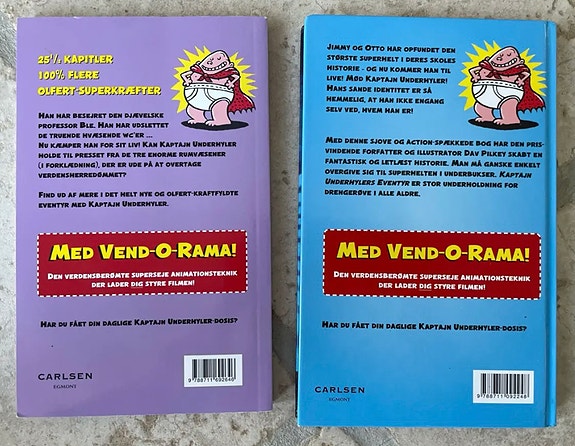 25½ KAPITLER
100% FLERE
OLFERT-SUPERKRÆFTER
HAN HAR BESEJRET DEN DJÆVELSKE
PROFESSOR BLE. HAN HAR UDSLETTET
DE TRUENDE HVÆSENDE WC'ER ...
NU KÆMPER HAN FOR SIT LIV! KAN KAPTAJN UNDERHYLER
HOLDE TIL PRESSET FRA DE TRE ENORME RUMVÆSENER
(I FORKLÆDNING), DER ER UDE PÅ AT OVERTAGE
VERDENSHERREDØMMET?
FIND UD AF MERE I DET HELT NYE OG OLFERT-KRAFTFYLDTE
EVENTYR MED KAPTAJN UNDERHYLER.
MED VEND-O-RAMA!
DEN VERDENSBERØMTE SUPERSEJE ANIMATIONSTEKNIK
DER LADER DIG STYRE FILMEN!
HAR DU FÅET DIN DAGLIGE KAPTAJN UNDERHYLER-DOSIS?
CARLSEN
EGMONT
9 788711 692646
JIMMY OG OTTO HAR OPFUNDET DEN
STØRSTE SUPERHELT I DERES SKOLES
HISTORIE - OG NU KOMMER HAN TIL
LIVE! MØD KAPTAJN UNDERHYLER!
HANS SANDE IDENTITET ER SÅ
HEMMELIG, AT HAN IKKE ENGANG
SELV VED, HVEM HAN ER!
MED DENNE SJOVE OG ACTION-SPÆKKEDE BOG HAR DEN PRIS-
VINDENDE FORFATTER OG ILLUSTRATOR DAV PILKEY SKABT EN
FANTASTISK OG LETLÆST HISTORIE. MAN MÅ GANSKE ENKELT
OVERGIVE SIG TIL SUPERHELTEN I UNDERBUKSER. KAPTAJN
UNDERHYLERS EVENTYR ER STOR UNDERHOLDNING FOR
DRENGERØVE I ALLE ALDRE.
MED VEND-O-RAMA!
DEN VERDENSBERØMTE SUPERSEJE ANIMATIONSTEKNIK
DER LADER DIG STYRE FILMEN!
HAR DU FÅET DIN DAGLIGE KAPTAJN UNDERHYLER-DOSIS?
CARLSEN
EGMONT
9 788711 092248